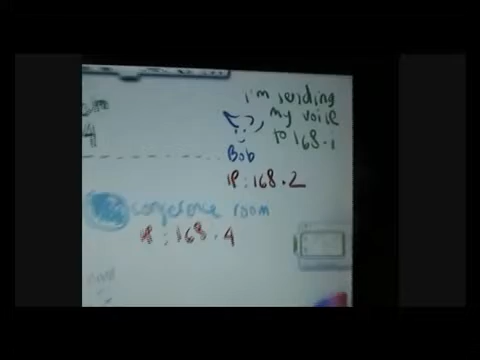 i'm sending
my voice
to 168.1
Bob
IP: 168.2
conference room
IP: 168.4